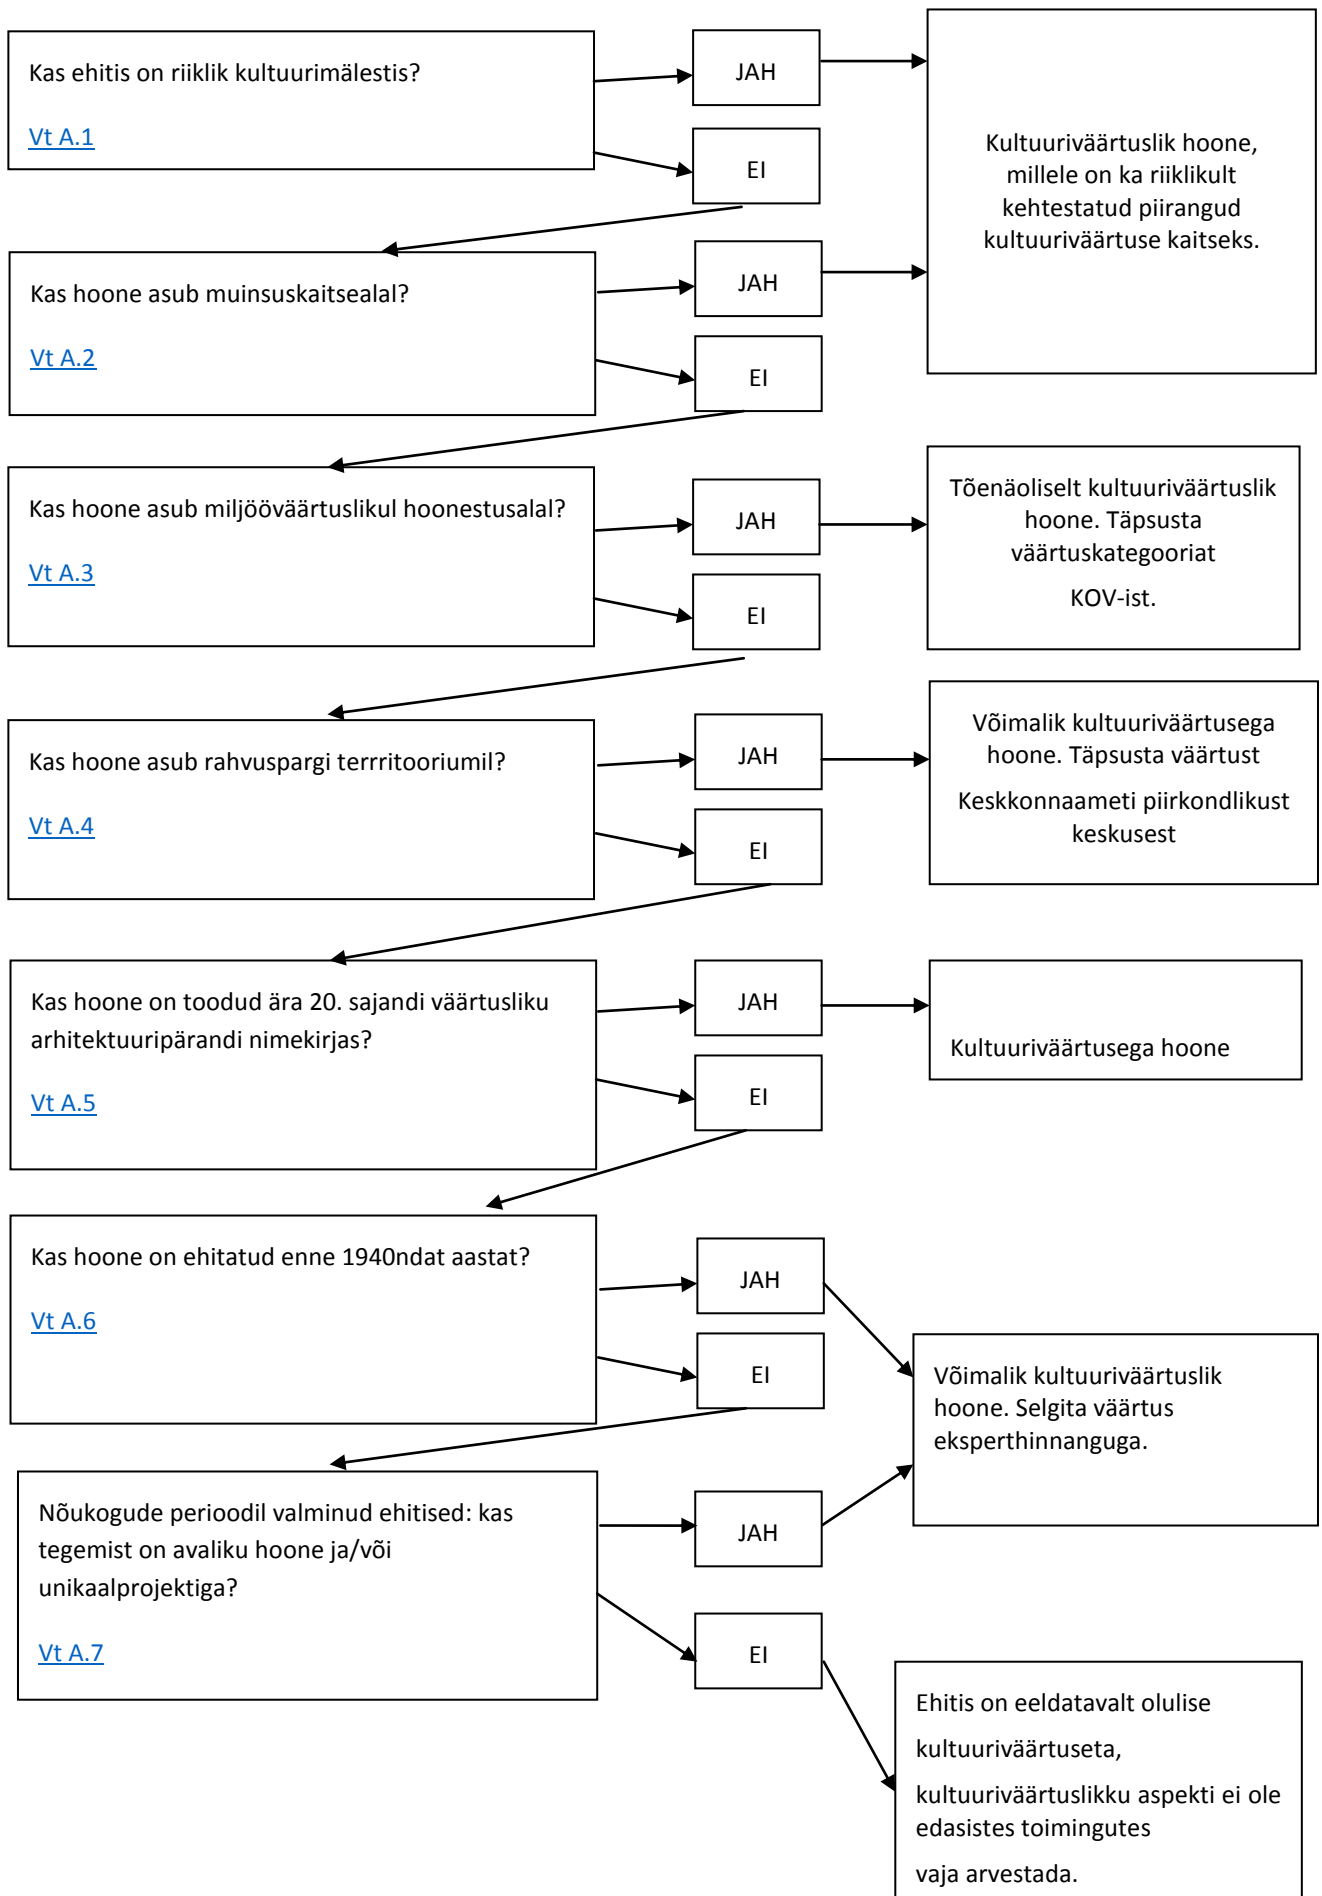 Kas ehitis on riiklik kultuurimälestis?
Vt A.1
JAH
EI
Kultuuriväärtuslik hoone,
millele on ka riiklikult
kehtestatud piirangud
kultuuriväärtuse kaitseks.
Kas hoone asub muinsuskaitsealal?
Vt A.2
JAH
EI
Kas hoone asub miljööväärtuslikul hoonestusalal?
Vt A.3
JAH
EI
Tõenäoliselt kultuuriväärtuslik
hoone. Täpsusta
väärtuskategooriat
KOV-ist.
Kas hoone asub rahvuspargi terrritooriumil?
Vt A.4
JAH
EI
Võimalik kultuuriväärtusega
hoone. Täpsusta väärtust
Keskkonnaameti piirkondlikust
keskusest
Kas hoone on toodud ära 20. sajandi väärtusliku
arhitektuuripärandi nimekirjas?
Vt A.5
JAH
EI
Kultuuriväärtusega hoone
Kas hoone on ehitatud enne 1940ndat aastat?
Vt A.6
JAH
EI
Võimalik kultuuriväärtuslik
hoone. Selgita väärtus
eksperthinnanguga.
Nõukogude perioodil valminud ehitised: kas
tegemist on avaliku hoone ja/või
unikaalprojektiga?
Vt A.7
JAH
EI
Ehitis on eeldatavalt olulise
kultuuriväärtuseta,
kultuuriväärtuslikku aspekti ei ole
edasistes toimingutes
vaja arvestada.